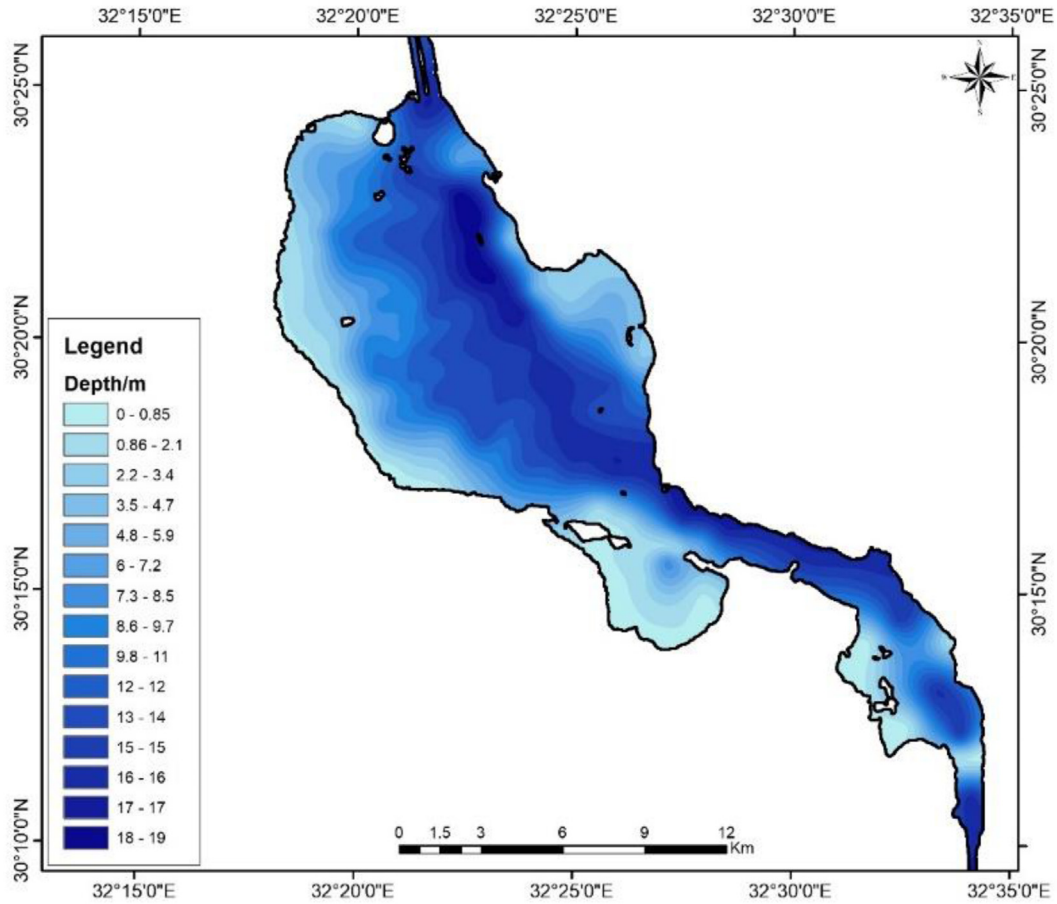 32°15'0"E 32°20'0"E 32°25'0"E 32°30'0"E 32°35'0"E
30°25'0"N 30°25'0"N
30°20'0"N 30°20'0"N
30°15'0"N 30°15'0"N
30°10'0"N
Legend
Depth/m
0 - 0.85
0.86 - 2.1
2.2 - 3.4
3.5 - 4.7
4.8 - 5.9
6 - 7.2
7.3 - 8.5
8.6 - 9.7
9.8 - 11
12 - 12
13 - 14
15 - 15
16 - 16
17 - 17
18 - 19
0 1.5 3 6 9 12
Km
32°15'0"E 32°20'0"E 32°25'0"E 32°30'0"E 32°35'0"E